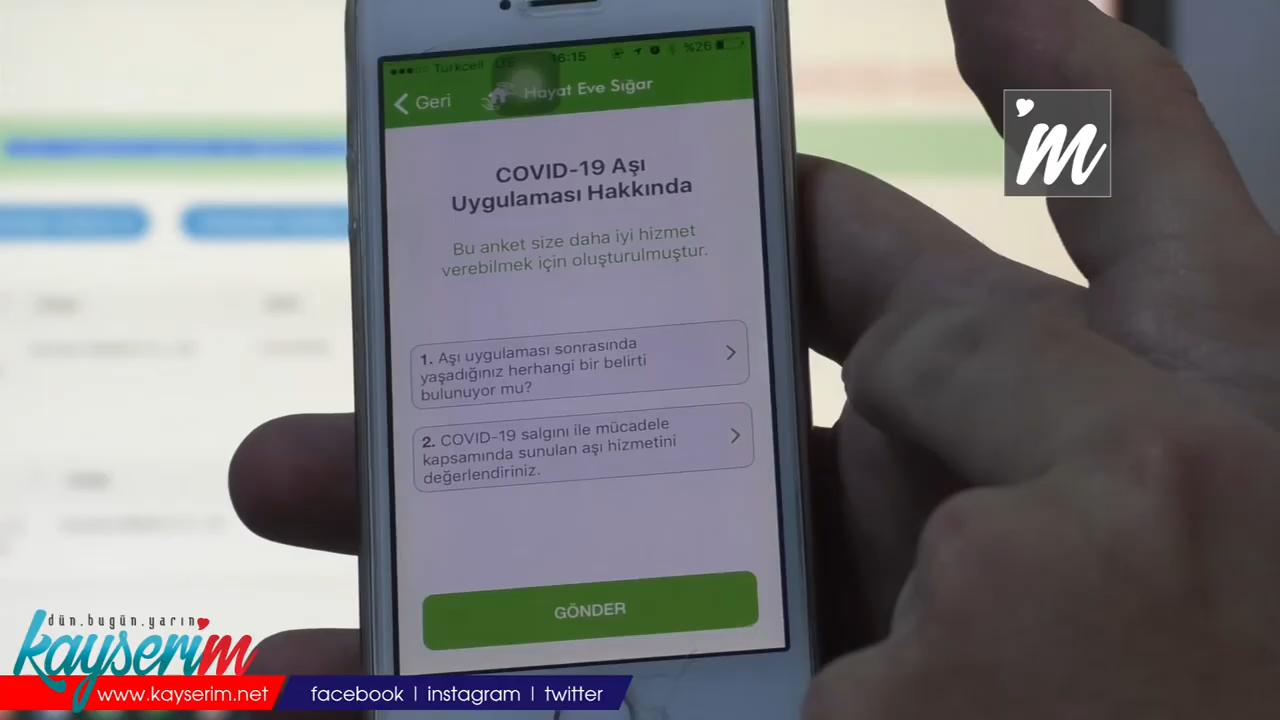 Turkcell LTE 16:15 %26
Geri
Hayat Eve Sığar
COVID-19 Aşı
Uygulaması Hakkında
Bu anket size daha iyi hizmet
verebilmek için oluşturulmuştur.
1. Aşı uygulaması sonrasında
yaşadığınız herhangi bir belirti
bulunuyor mu?
2. COVID-19 salgını ile mücadele
kapsamında sunulan aşı hizmetini
değerlendiriniz.
GÖNDER
'm
dün.bugün.yarın
kayserim
www.kayserim.net
facebook | instagram | twitter